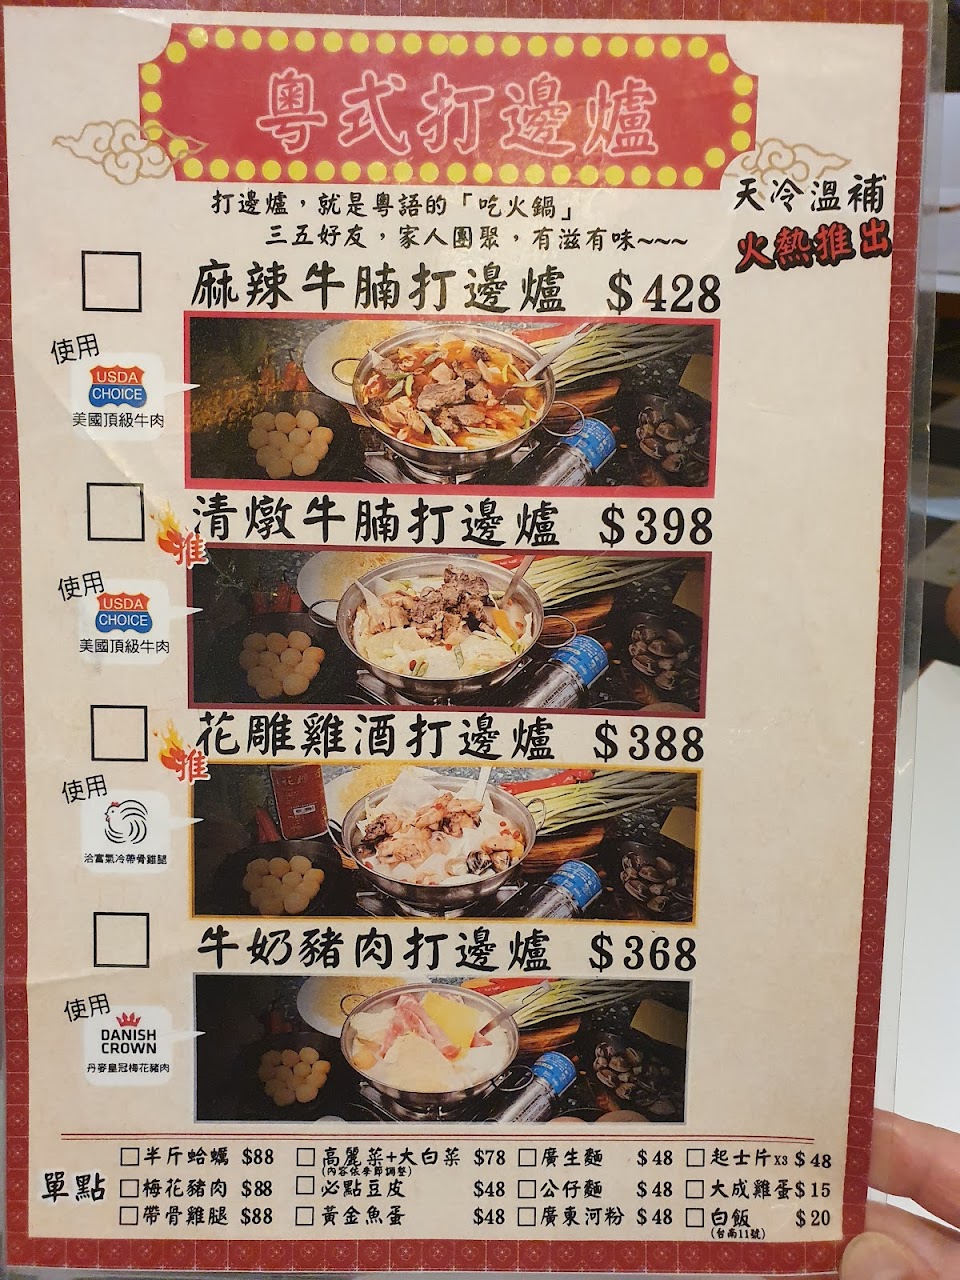 粵式打邊爐
打邊爐，就是粵語的「吃火鍋」
三五好友，家人團聚，有滋有味~~~
天冷溫補
火熱推出
麻辣牛腩打邊爐 $428
使用
USDA
CHOICE
美國頂級牛肉
清燉牛腩打邊爐 $398
推
使用
USDA
CHOICE
美國頂級牛肉
花雕雞酒打邊爐 $388
推
使用
洽富氣冷帶骨雞腿
牛奶豬肉打邊爐 $368
使用
DANISH
CROWN
丹麥皇冠梅花豬肉
單點
半斤蛤蠣 $88
梅花豬肉 $88
帶骨雞腿 $88
高麗菜+大白菜 $78
(內容依季節調整)
必點豆皮 $48
黃金魚蛋 $48
廣生麵 $48
公仔麵 $48
廣東河粉 $48
起士片X3 $48
大成雞蛋 $15
白飯 $20
(台南11號)